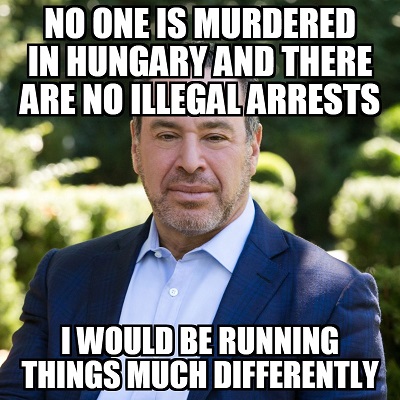 NO ONE IS MURDERED
IN HUNGARY AND THERE
ARE NO ILLEGAL ARRESTS
I WOULD BE RUNNING
THINGS MUCH DIFFERENTLY